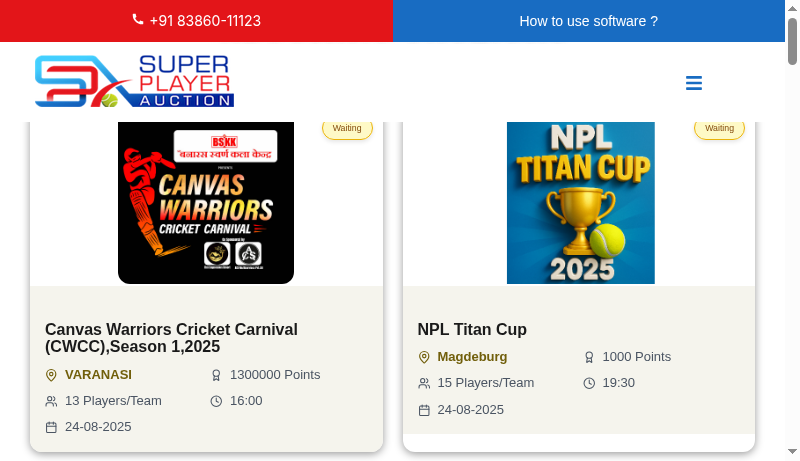 +91 83860-11123
How to use software ?
SUPER
PLAYER
AUCTION
Waiting
BSKK
बनारस स्वर्ण कला केन्द्र
PRESENTS
CANVAS
WARRIORS
CRICKET CARNIVAL
Canvas Warriors Cricket Carnival
(CWCC),Season 1,2025
VARANASI
1300000 Points
13 Players/Team
16:00
24-08-2025
Waiting
NPL
TITAN CUP
2025
NPL Titan Cup
Magdeburg
1000 Points
15 Players/Team
19:30
24-08-2025